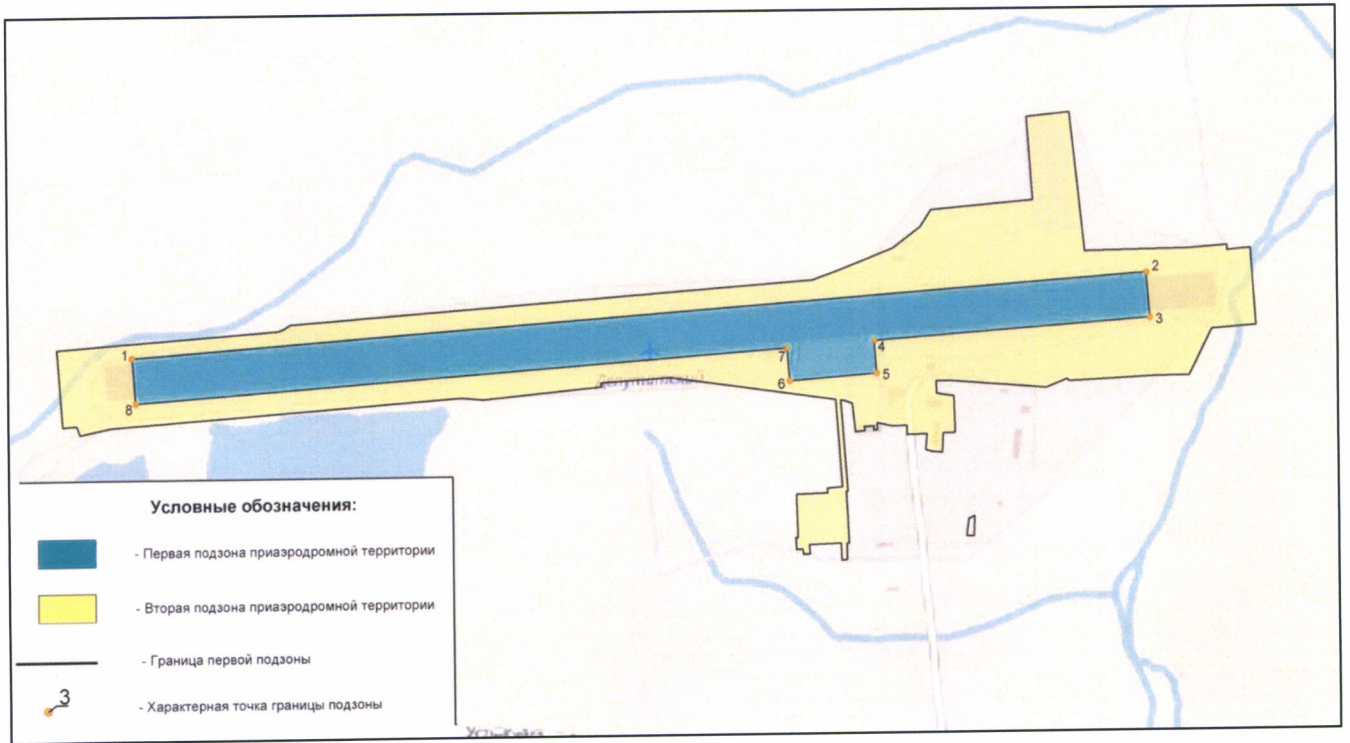 2
1
3
4
7
5
6
Депутатский
8
Условные обозначения:
- Первая подзона приаэродромной территории
- Вторая подзона приаэродромной территории
- Граница первой подзоны
3
- Характерная точка границы подзоны